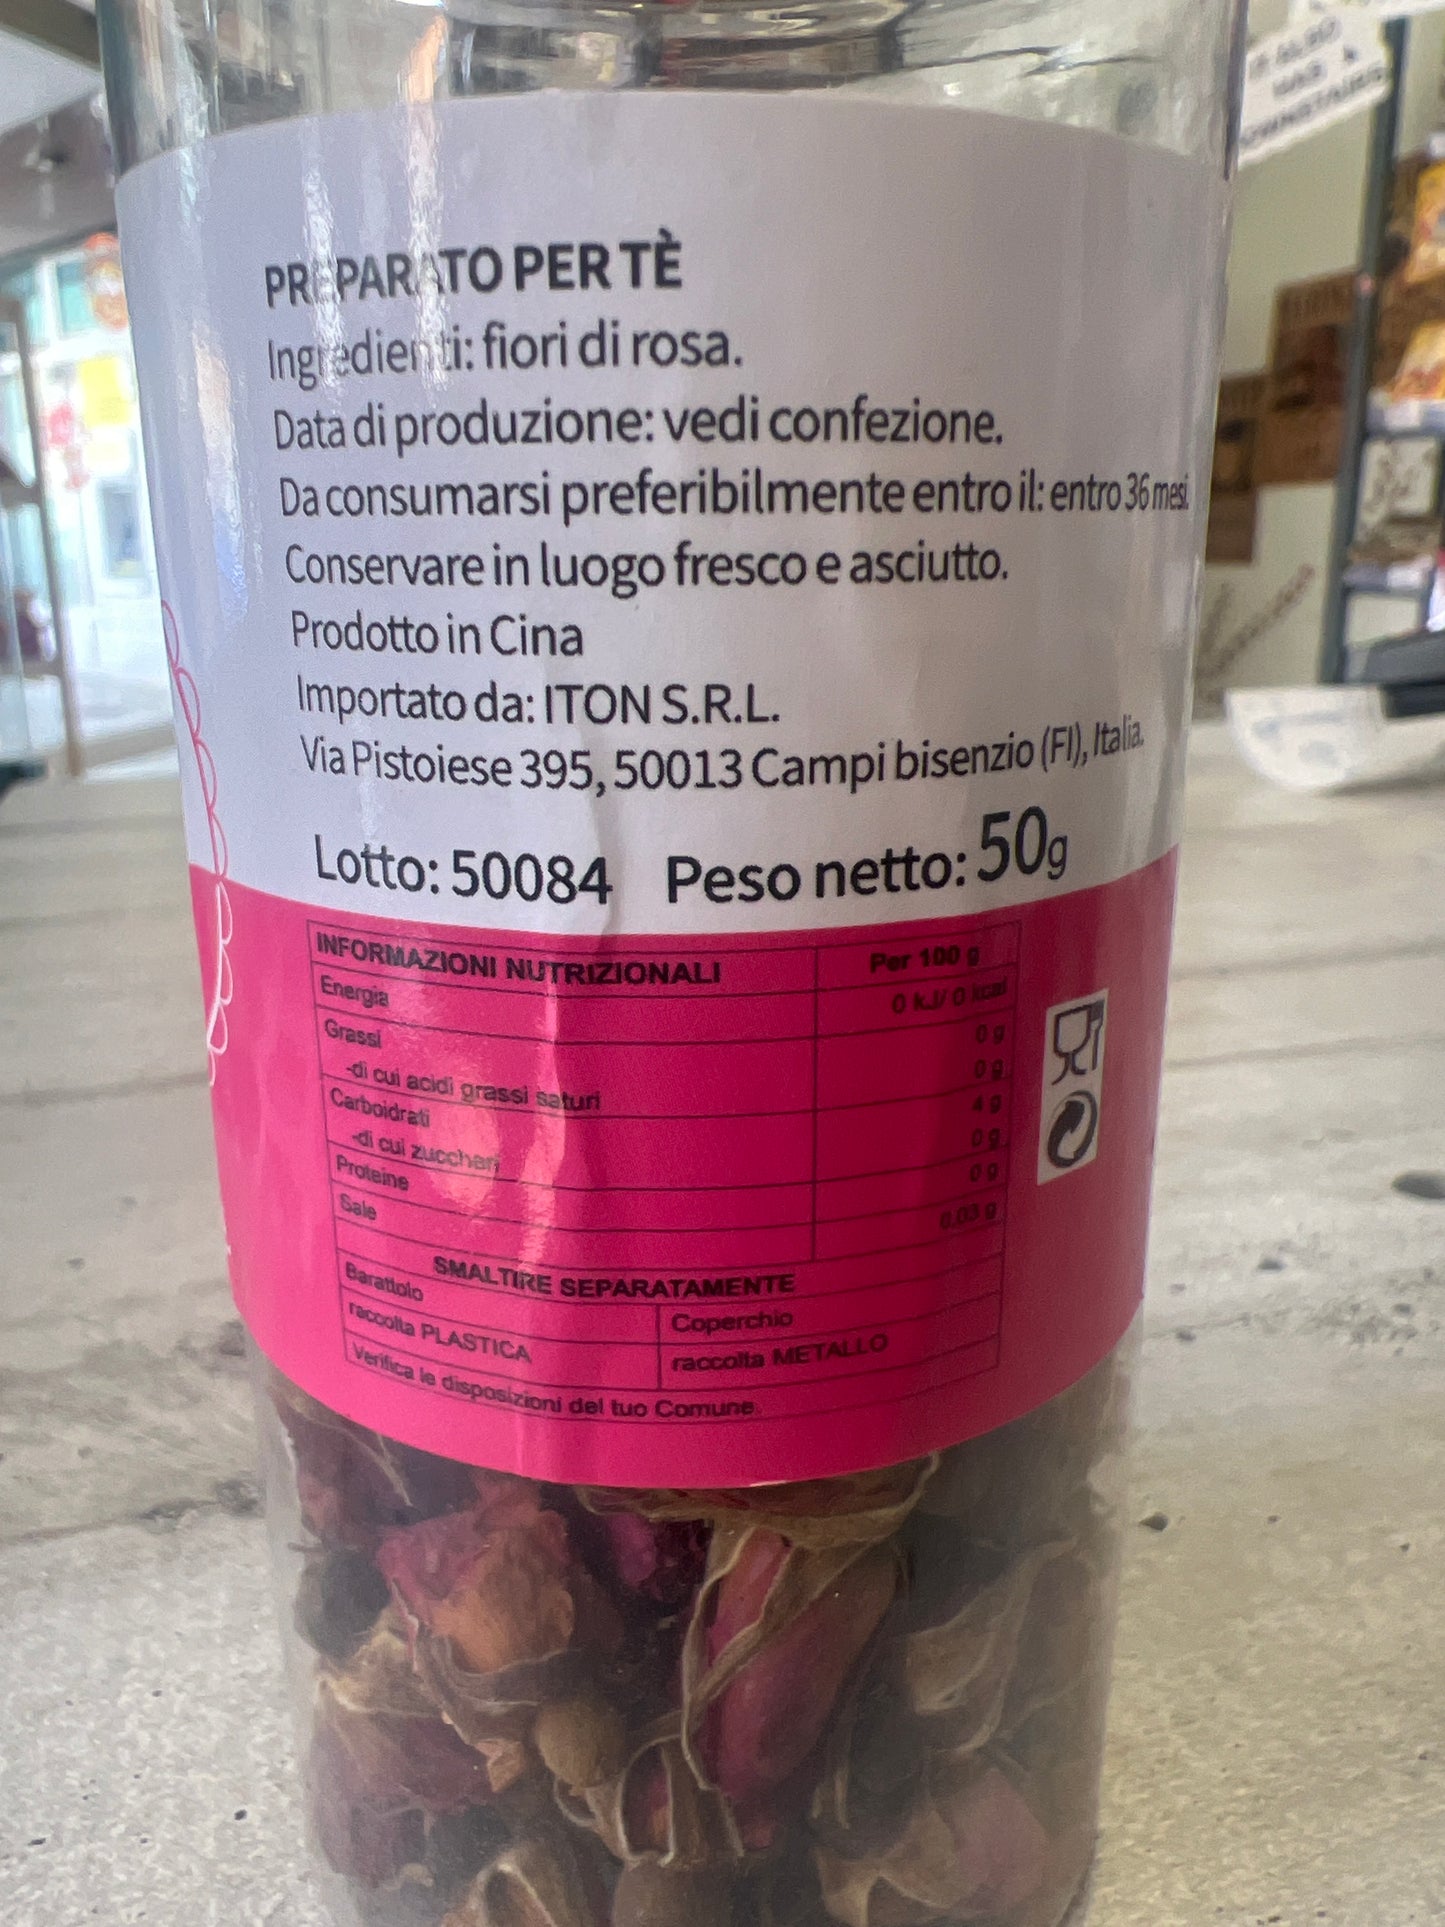 PREPARATO PER TÈ
Ingredienti: fiori di rosa.
Data di produzione: vedi confezione.
Da consumarsi preferibilmente entro il: entro 36 mesi.
Conservare in luogo fresco e asciutto.
Prodotto in Cina
Importato da: ITON S.R.L.
Via Pistoiese 395, 50013 Campi bisenzio (FI), Italia.
Lotto: 50084 Peso netto: 50g
INFORMAZIONI NUTRIZIONALI Per 100 g
Energia 0 kJ/ 0 kcal
Grassi 0 g
-di cui acidi grassi saturi 0 g
Carboidrati 4 g
-di cui zuccheri 0 g
Proteine 0 g
Sale 0,03 g
SMALTIRE SEPARATAMENTE
Barattolo Coperchio
raccolta PLASTICA raccolta METALLO
Verifica le disposizioni del tuo Comune.